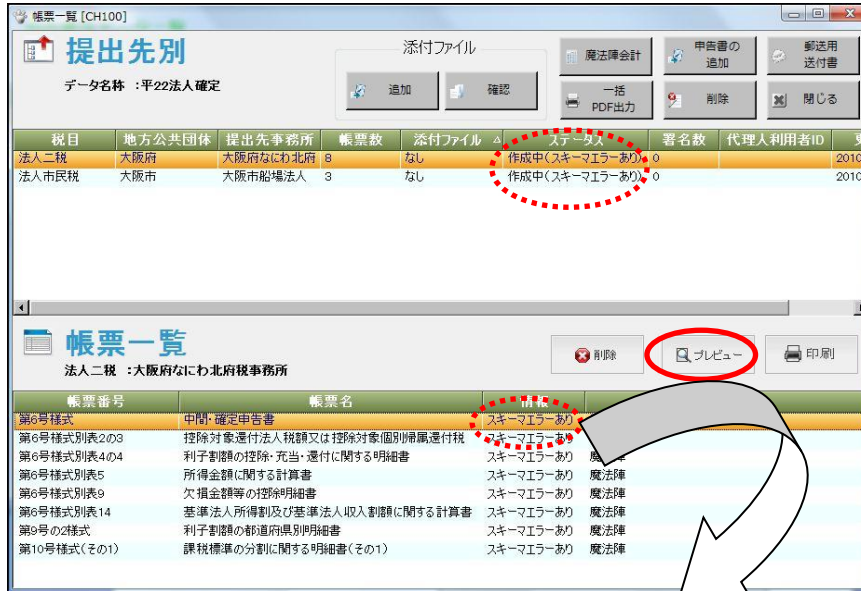 帳票一覧 [CH100]
提出先別
データ名称 ：平22法人確定
添付ファイル
追加
確認
魔法陣会計
申告書の
追加
郵送用
送付書
一括
PDF出力
削除
閉じる
税目 地方公共団体 提出先事務所 帳票数 添付ファイル △ ステータス 署名数 代理人利用者ID
法人二税 大阪府 大阪府なにわ北府 8 なし 作成中(スキーマエラーあり) 0 2010
法人市民税 大阪市 大阪市船場法人 3 なし 作成中(スキーマエラーあり) 0 2010
帳票一覧
法人二税 ：大阪府なにわ北府税事務所
削除
プレビュー
印刷
帳票番号 帳票名 情報
第6号様式 中間・確定申告書 スキーマエラーあり
第6号様式別表2の3 控除対象還付法人税額又は控除対象個別帰属還付税 スキーマエラーあり
第6号様式別表4の4 利子割額の控除・充当・還付に関する明細書 スキーマエラーあり 魔法陣
第6号様式別表5 所得金額に関する計算書 スキーマエラーあり 魔法陣
第6号様式別表9 欠損金額等の控除明細書 スキーマエラーあり 魔法陣
第6号様式別表14 基準法人所得割及び基準法人収入割額に関する計算書 スキーマエラーあり 魔法陣
第9号の2様式 利子割額の都道府県別明細書 スキーマエラーあり 魔法陣
第10号様式(その1) 課税標準の分割に関する明細書(その1) スキーマエラーあり 魔法陣